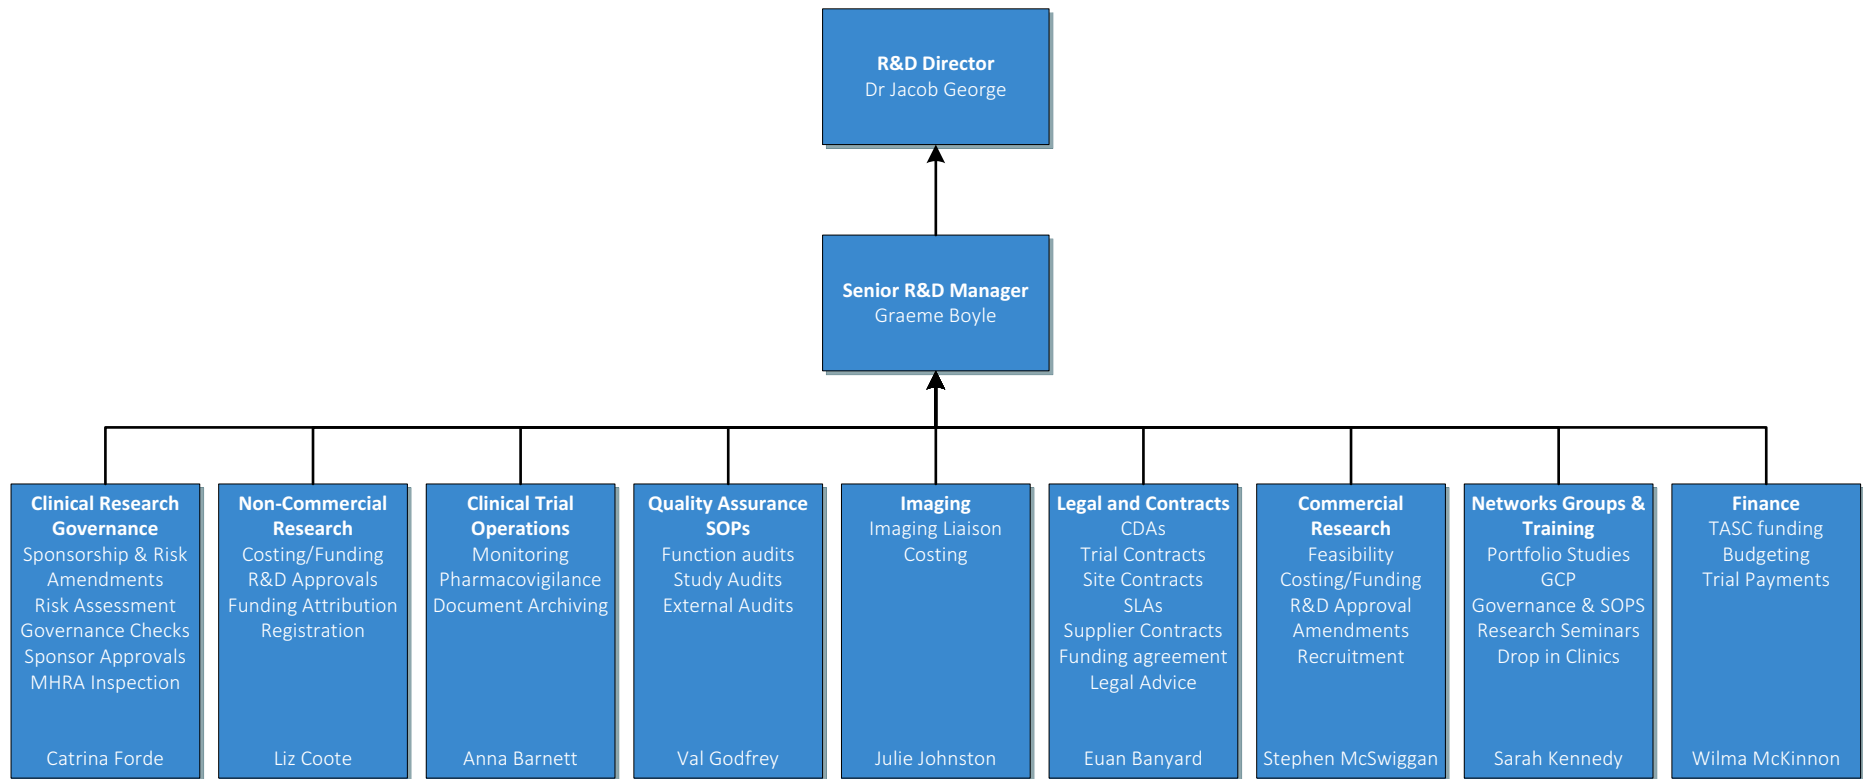 R&D Director
Dr Jacob George
Senior R&D Manager
Graeme Boyle
Clinical Research
Governance
Sponsorship & Risk
Amendments
Risk Assessment
Governance Checks
Sponsor Approvals
MHRA Inspection
Catrina Forde
Non-Commercial
Research
Costing/Funding
R&D Approvals
Funding Attribution
Registration
Liz Coote
Clinical Trial
Operations
Monitoring
Pharmacovigilance
Document Archiving
Anna Barnett
Quality Assurance
SOPs
Function audits
Study Audits
External Audits
Val Godfrey
Imaging
Imaging Liaison
Costing
Julie Johnston
Legal and Contracts
CDAs
Trial Contracts
Site Contracts
SLAs
Supplier Contracts
Funding agreement
Legal Advice
Euan Banyard
Commercial
Research
Feasibility
Costing/Funding
R&D Approval
Amendments
Recruitment
Stephen McSwiggan
Networks Groups &
Training
Portfolio Studies
GCP
Governance & SOPS
Research Seminars
Drop in Clinics
Sarah Kennedy
Finance
TASC funding
Budgeting
Trial Payments
Wilma McKinnon